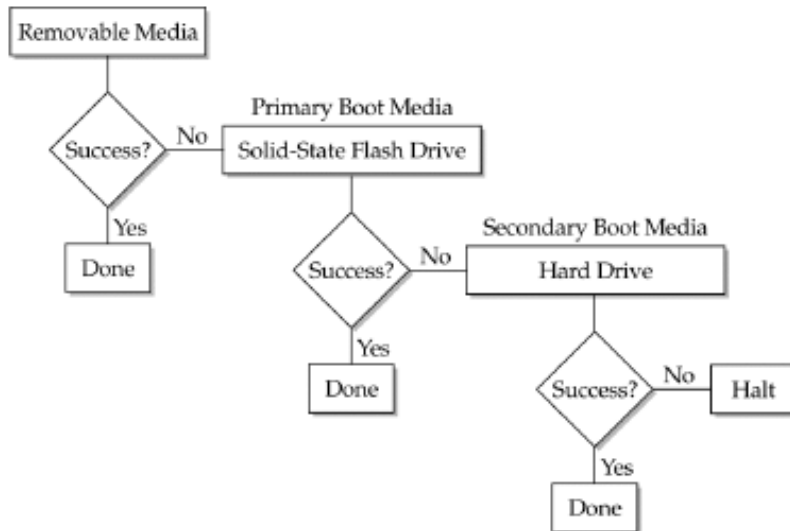 Removable Media
Success?
No
Yes
Done
Primary Boot Media
Solid-State Flash Drive
Success?
No
Yes
Done
Secondary Boot Media
Hard Drive
Success?
No
Halt
Yes
Done